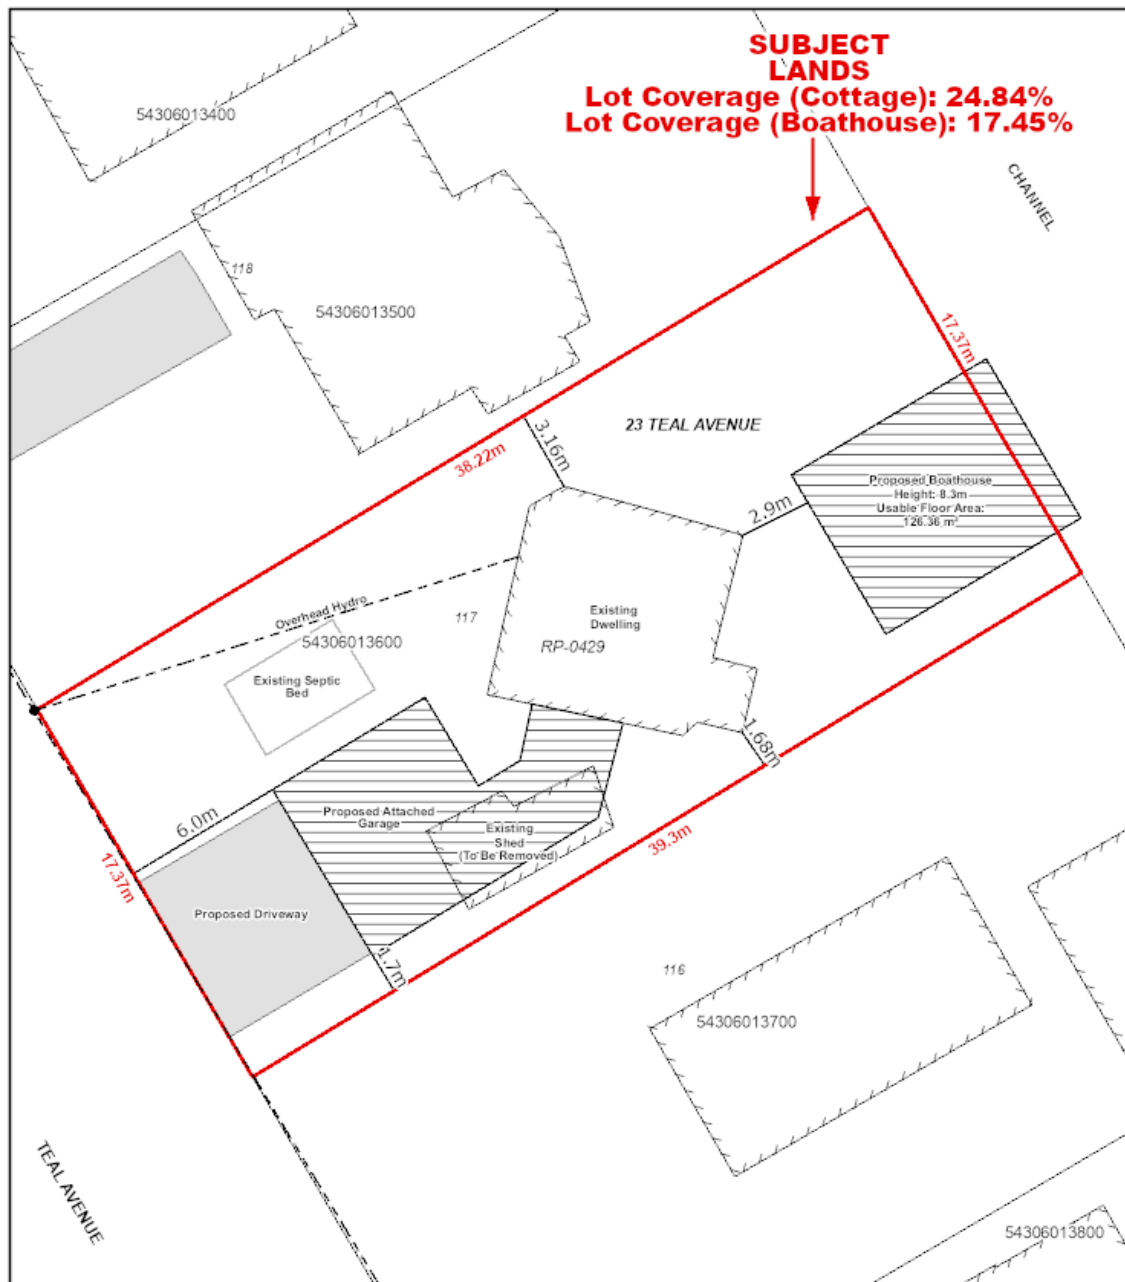 SUBJECT
LANDS
Lot Coverage (Cottage): 24.84%
Lot Coverage (Boathouse): 17.45%
54306013400
CHANNEL
118
54306013500
17.37m
3.16m
23 TEAL AVENUE
38.22m
Proposed Boathouse
Height: 8.3m
Usable Floor Area:
126.36 m²
2.9m
Overhead Hydro
117
Existing
Dwelling
54306013600
RP-0429
Existing Septic
Bed
1.68m
6.0m
Proposed Attached
Garage
Existing
Shed
(To Be Removed)
39.3m
17.37m
Proposed Driveway
1.7m
116
54306013700
TEAL AVENUE
54306013800